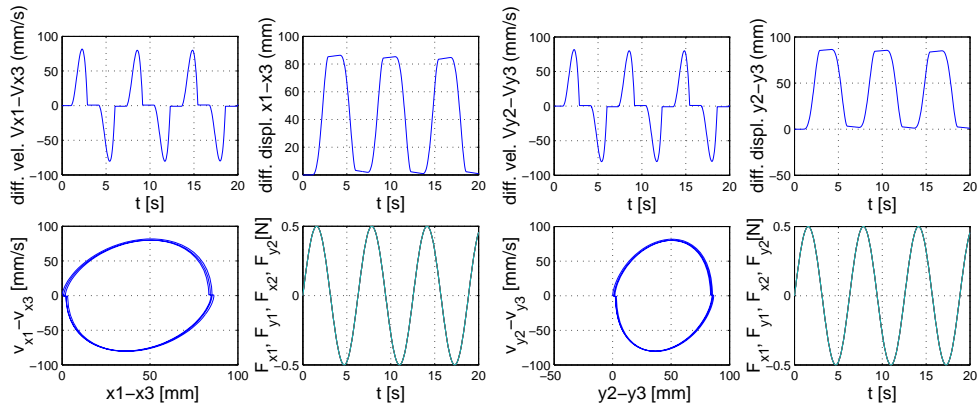 diff. vel. Vx1−Vx3 (mm/s)
100
50
0
−50
−100
0 5 10 15 20
t [s]
diff. displ. x1−x3 (mm)
100
80
60
40
20
0
0 5 10 15 20
t [s]
diff. vel. Vy2−Vy3 (mm/s)
100
50
0
−50
−100
0 5 10 15 20
t [s]
diff. displ. y2−y3 (mm)
100
50
0
−50
0 5 10 15 20
t [s]
v_x1−v_x3 [mm/s]
100
50
0
−50
−100
0 50 100
x1−x3 [mm]
F_x1, F_y1, F_x2, F_y2[N]
0.5
0
−0.5
0 5 10 15 20
t [s]
v_y2−v_y3 [mm/s]
100
50
0
−50
−100
−50 0 50 100
y2−y3 [mm]
F_x1, F_y1, F_x2, F_y2[N]
0.5
0
−0.5
0 5 10 15 20
t [s]